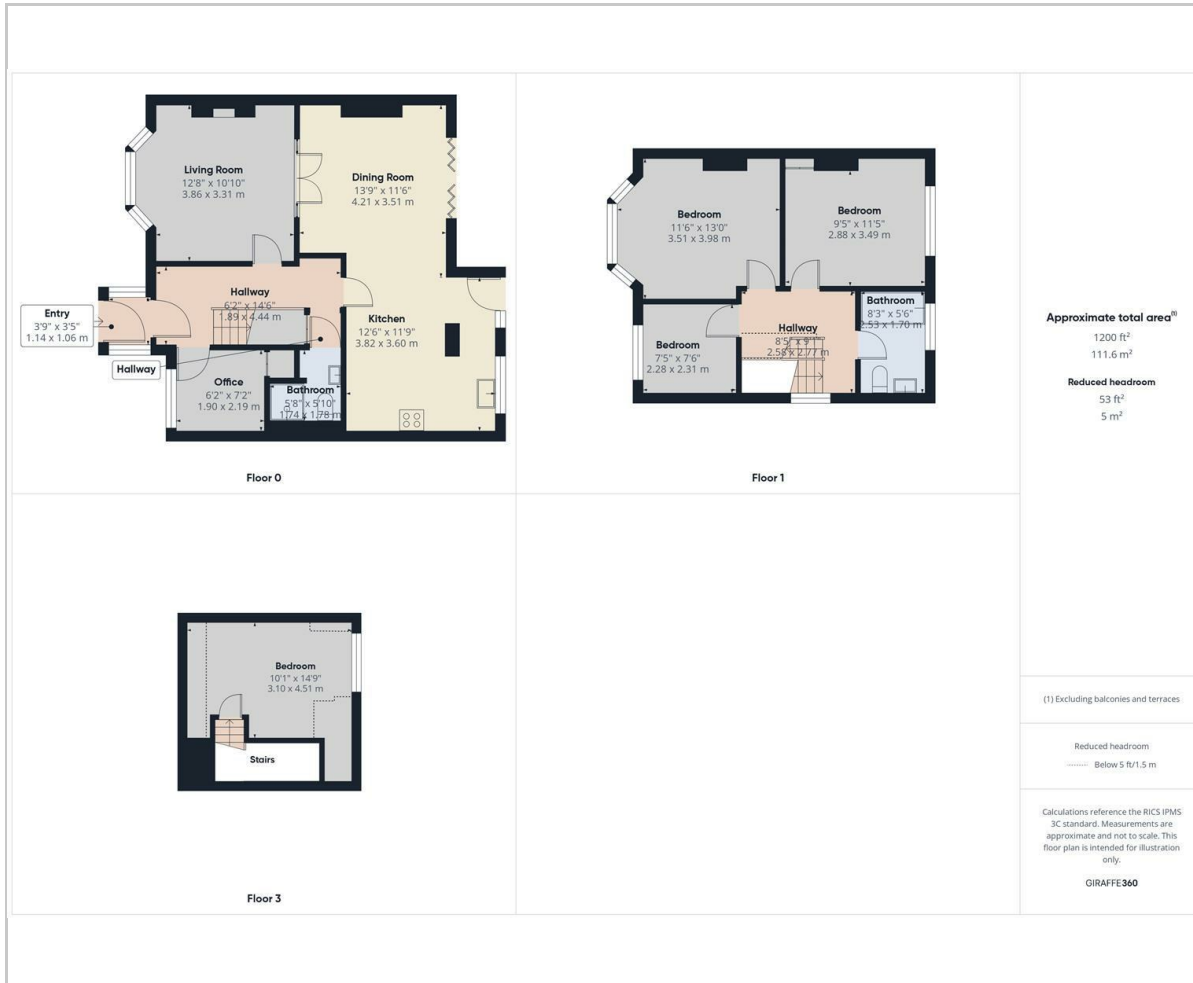 Living Room
12'8" x 10'10"
3.86 x 3.31 m
Dining Room
13'9" x 11'6"
4.21 x 3.51 m
Hallway
6'2" x 14'6"
1.89 x 4.44 m
Entry
3'9" x 3'5"
1.14 x 1.06 m
Kitchen
12'6" x 11'9"
3.82 x 3.60 m
Hallway
Office
6'2" x 7'2"
1.90 x 2.19 m
Bathroom
5'8" x 5'10"
1.74 x 1.78 m
Floor 0
Bedroom
11'6" x 13'0"
3.51 x 3.98 m
Bedroom
9'5" x 11'5"
2.88 x 3.49 m
Bathroom
8'3" x 5'6"
2.53 x 1.70 m
Hallway
8'5" x 9'1"
2.58 x 2.77 m
Bedroom
7'5" x 7'6"
2.28 x 2.31 m
Floor 1
Bedroom
10'1" x 14'9"
3.10 x 4.51 m
Stairs
Floor 3
Approximate total area(1)
1200 ft²
111.6 m²
Reduced headroom
53 ft²
5 m²
(1) Excluding balconies and terraces
Reduced headroom
Below 5 ft/1.5 m
Calculations reference the RICS IPMS
3C standard. Measurements are
approximate and not to scale. This
floor plan is intended for illustration
only.
GIRAFFE360